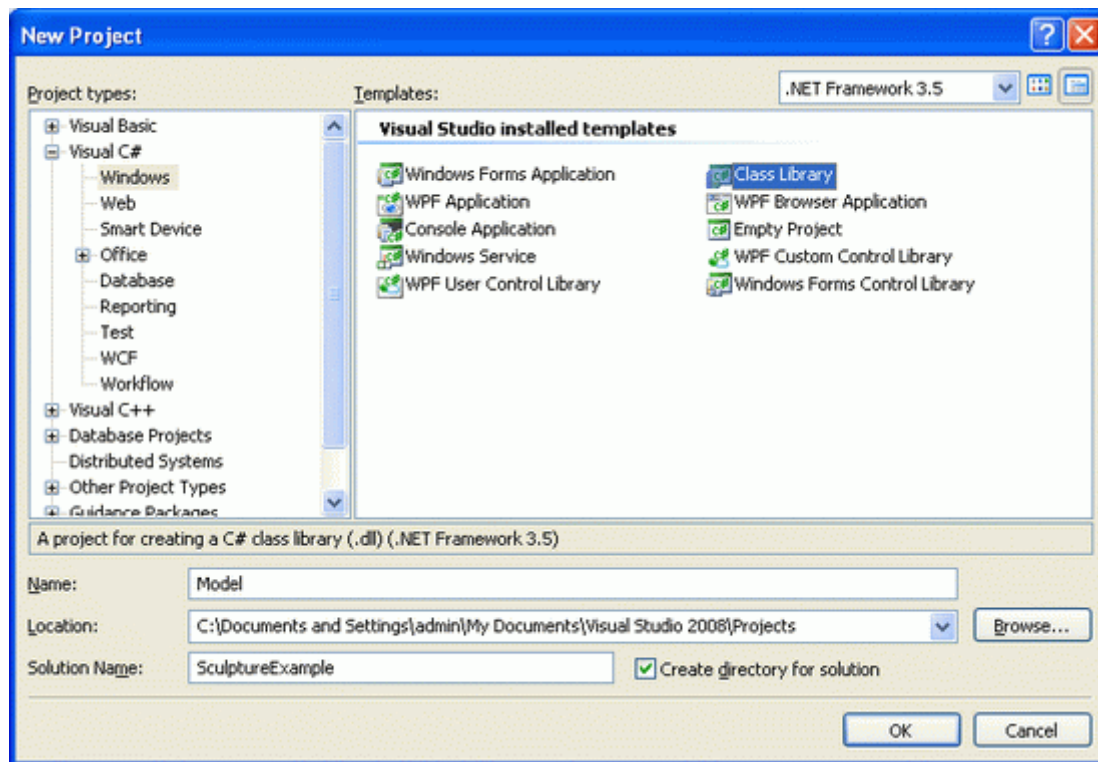 New Project
Project types:
Templates:
.NET Framework 3.5
Visual Basic
Visual C#
Windows
Web
Smart Device
Office
Database
Reporting
Test
WCF
Workflow
Visual C++
Database Projects
Distributed Systems
Other Project Types
Guidance Packages
Visual Studio installed templates
Windows Forms Application
Class Library
WPF Application
WPF Browser Application
Console Application
Empty Project
Windows Service
WPF Custom Control Library
WPF User Control Library
Windows Forms Control Library
A project for creating a C# class library (.dll) (.NET Framework 3.5)
Name: Model
Location: C:\Documents and Settings\admin\My Documents\Visual Studio 2008\Projects Browse...
Solution Name: SculptureExample Create directory for solution
OK Cancel